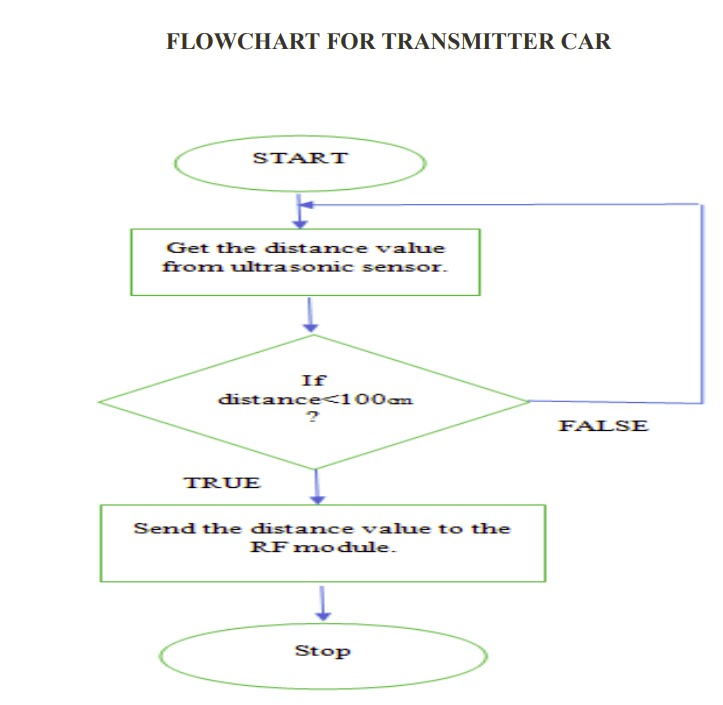 FLOWCHART FOR TRANSMITTER CAR
START
Get the distance value
from ultrasonic sensor.
If
distance<100cm
?
FALSE
TRUE
Send the distance value to the
RF module.
Stop